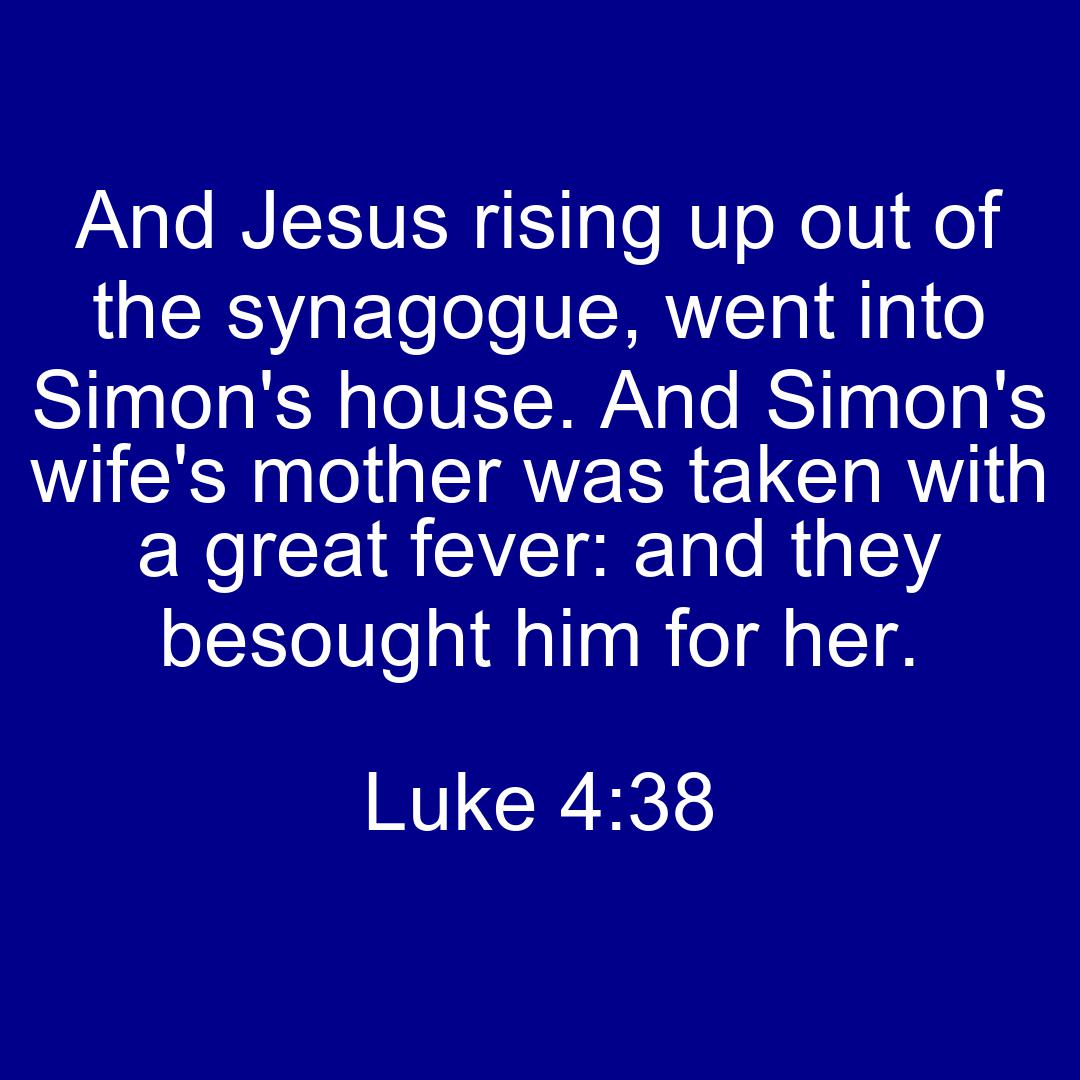 And Jesus rising up out of
the synagogue, went into
Simon's house. And Simon's
wife's mother was taken with
a great fever: and they
besought him for her.
Luke 4:38